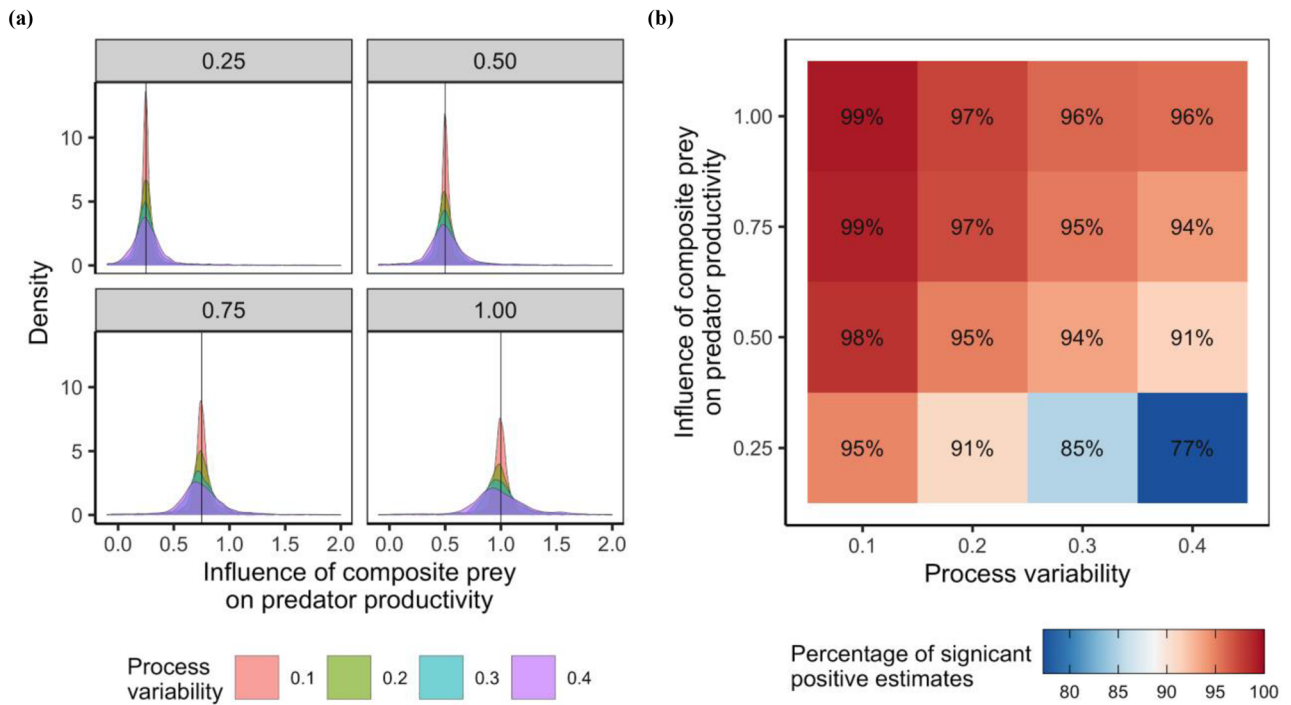 (a)
0.25
0.50
10
5
0
0.75
1.00
10
5
0
Density
0.0 0.5 1.0 1.5 2.0
0.0 0.5 1.0 1.5 2.0
Influence of composite prey
on predator productivity
Process
variability
0.1
0.2
0.3
0.4
(b)
Influence of composite prey
on predator productivity
1.00
99% 97% 96% 96%
0.75
99% 97% 95% 94%
0.50
98% 95% 94% 91%
0.25
95% 91% 85% 77%
0.1 0.2 0.3 0.4
Process variability
Percentage of signicant
positive estimates
80 85 90 95 100